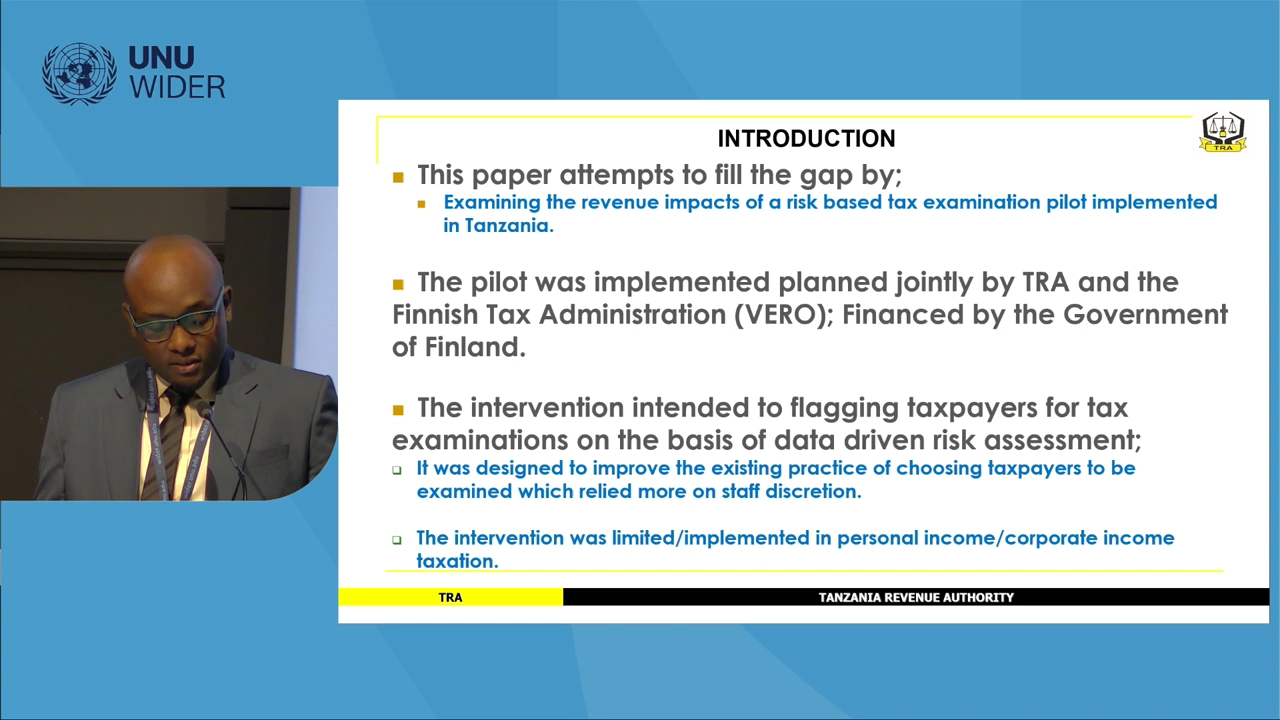 UNU
WIDER
INTRODUCTION
TRA
This paper attempts to fill the gap by;
Examining the revenue impacts of a risk based tax examination pilot implemented
in Tanzania.
The pilot was implemented planned jointly by TRA and the
Finnish Tax Administration (VERO); Financed by the Government
of Finland.
The intervention intended to flagging taxpayers for tax
examinations on the basis of data driven risk assessment;
It was designed to improve the existing practice of choosing taxpayers to be
examined which relied more on staff discretion.
The intervention was limited/implemented in personal income/corporate income
taxation.
TRA
TANZANIA REVENUE AUTHORITY